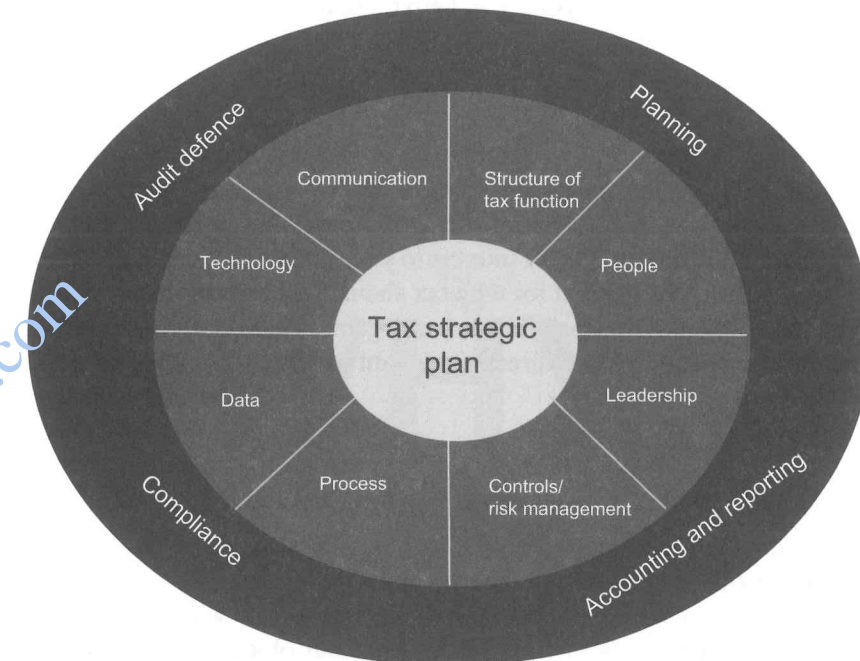 Audit defence
Planning
Communication
Structure of
tax function
Technology
People
Tax strategic
plan
Data
Leadership
Process
Controls/
risk management
Compliance
Accounting and reporting
.com